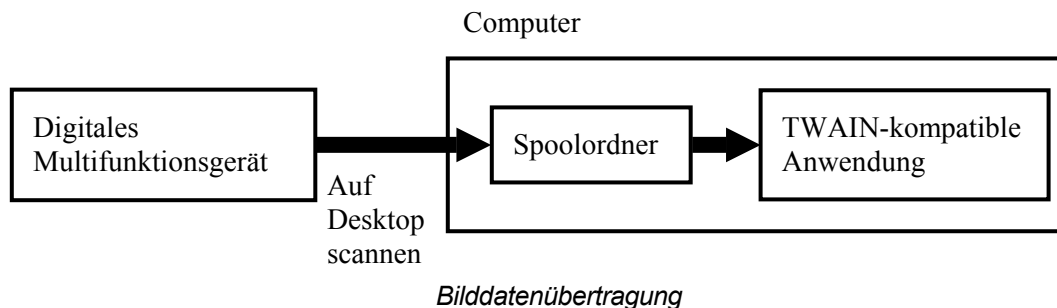 Computer
Digitales
Multifunktionsgerät
Auf
Desktop
scannen
Spoolordner
TWAIN-kompatible
Anwendung
Bilddatenübertragung